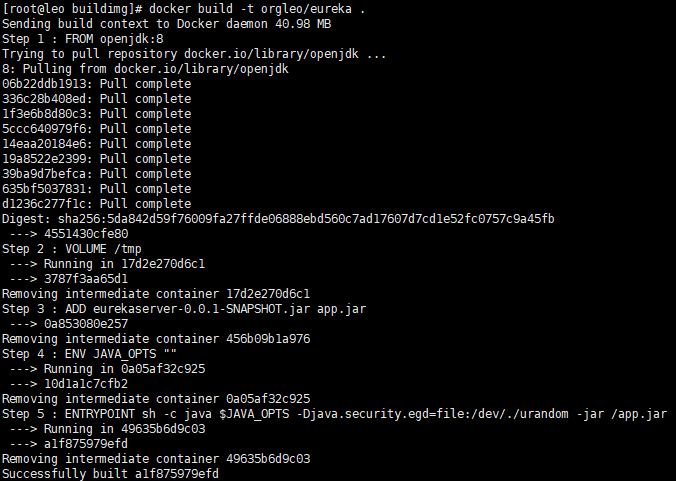 [root@leo buildimg]# docker build -t orgleo/eureka .
Sending build context to Docker daemon 40.98 MB
Step 1 : FROM openjdk:8
Trying to pull repository docker.io/library/openjdk ...
8: Pulling from docker.io/library/openjdk
06b22ddb1913: Pull complete
336c28b408ed: Pull complete
1f3e6b8d80c3: Pull complete
5ccc640979f6: Pull complete
14eaa20184e6: Pull complete
19a8522e2399: Pull complete
39ba9d7befca: Pull complete
635bf5037831: Pull complete
d1236c277f1c: Pull complete
Digest: sha256:5da842d59f76009fa27ffde06888ebd560c7ad17607d7cd1e52fc0757c9a45fb
 ---> 4551430cfe80
Step 2 : VOLUME /tmp
 ---> Running in 17d2e270d6c1
 ---> 3787f3aa65d1
Removing intermediate container 17d2e270d6c1
Step 3 : ADD eurekaserver-0.0.1-SNAPSHOT.jar app.jar
 ---> 0a853080e257
Removing intermediate container 456b09b1a976
Step 4 : ENV JAVA_OPTS ""
 ---> Running in 0a05af32c925
 ---> 10d1a1c7cfb2
Removing intermediate container 0a05af32c925
Step 5 : ENTRYPOINT sh -c java $JAVA_OPTS -Djava.security.egd=file:/dev/./urandom -jar /app.jar
 ---> Running in 49635b6d9c03
 ---> a1f875979efd
Removing intermediate container 49635b6d9c03
Successfully built a1f875979efd